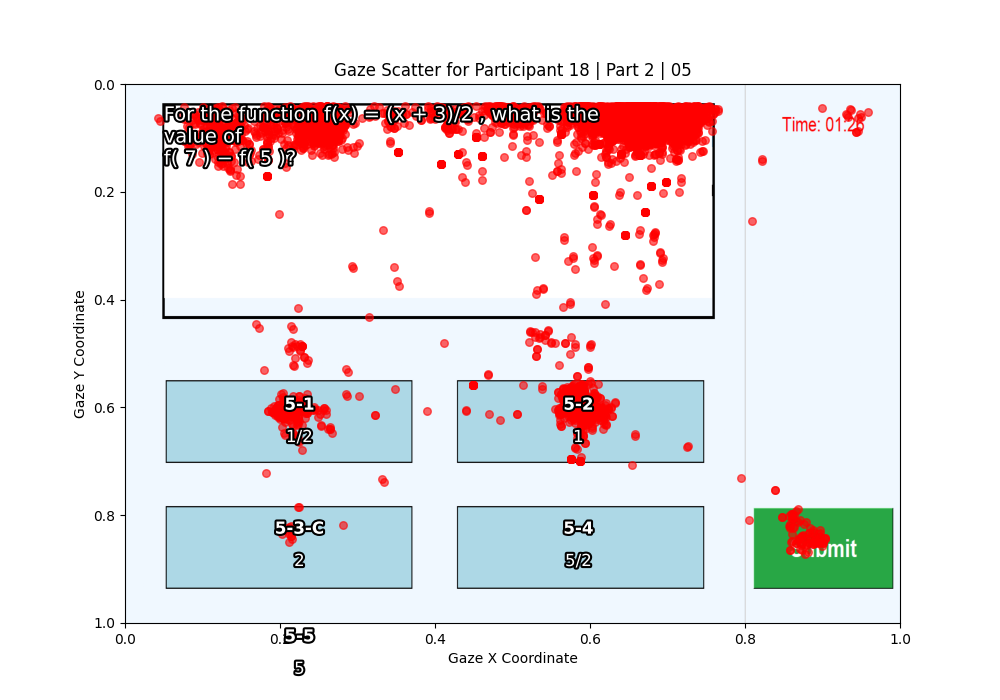 Gaze Scatter for Participant 18 | Part 2 | 05
For the function f(x) = (x + 3)/2 , what is the
value of
f( 7 ) − f( 5 )?
Time: 01:26
5-1
1/2
5-2
1
5-3-C
2
5-4
5/2
Submit
5-5
5
0.0
0.2
0.4
0.6
0.8
1.0
Gaze Y Coordinate
0.0
0.2
0.4
0.6
0.8
1.0
Gaze X Coordinate